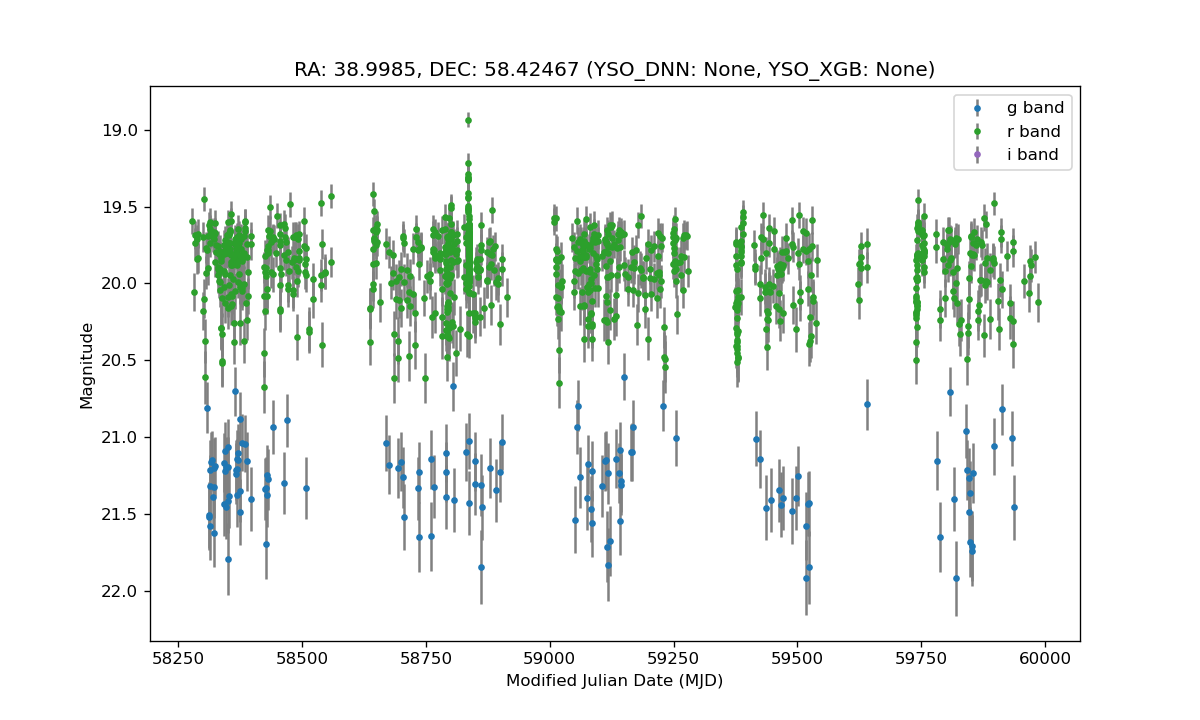 RA: 38.9985, DEC: 58.42467 (YSO_DNN: None, YSO_XGB: None)
g band
r band
i band
19.0
19.5
20.0
20.5
21.0
21.5
22.0
Magnitude
58250 58500 58750 59000 59250 59500 59750 60000
Modified Julian Date (MJD)